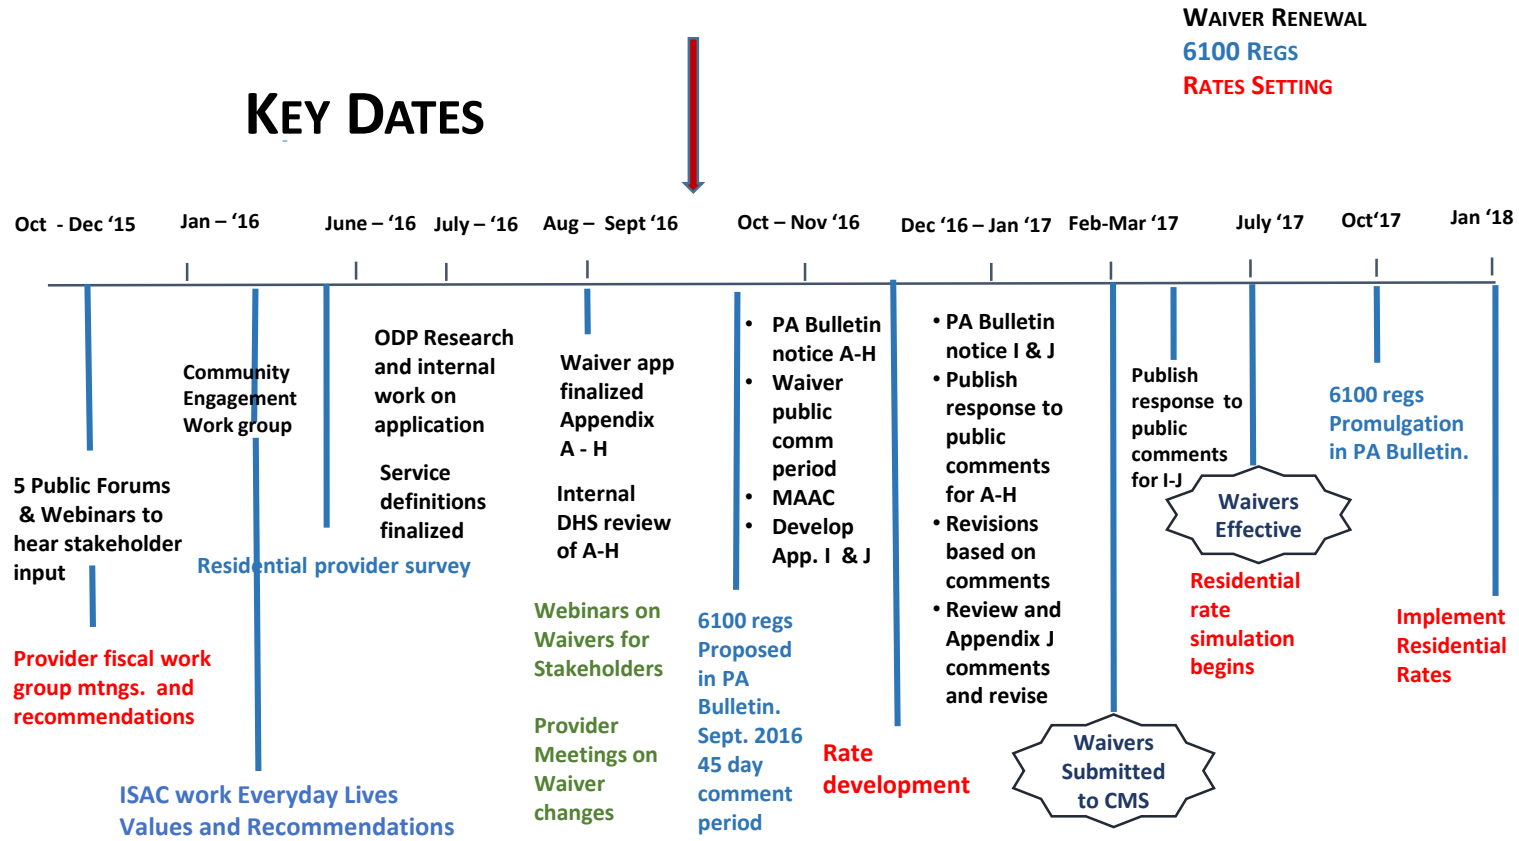 WAIVER RENEWAL
6100 REGS
RATES SETTING
KEY DATES
Oct - Dec ‘15
Jan – ‘16
June – ‘16
July – ‘16
Aug – Sept ‘16
Oct – Nov ‘16
Dec ‘16 – Jan ‘17
Feb-Mar ‘17
July ‘17
Oct‘17
Jan ‘18
5 Public Forums
& Webinars to
hear stakeholder
input
Provider fiscal work
group mtngs. and
recommendations
Community
Engagement
Work group
ISAC work Everyday Lives
Values and Recommendations
Residential provider survey
ODP Research
and internal
work on
application
Service
definitions
finalized
Waiver app
finalized
Appendix
A - H
Internal
DHS review
of A-H
Webinars on
Waivers for
Stakeholders
Provider
Meetings on
Waiver
changes
6100 regs
Proposed
in PA
Bulletin.
Sept. 2016
45 day
comment
period
• PA Bulletin
notice A-H
• Waiver
public
comm
period
• MAAC
• Develop
App. I & J
Rate
development
• PA Bulletin
notice I & J
• Publish
response to
public
comments
for A-H
• Revisions
based on
comments
• Review and
Appendix J
comments
and revise
Waivers
Submitted
to CMS
Publish
response to
public
comments
for I-J
Waivers
Effective
Residential
rate
simulation
begins
6100 regs
Promulgation
in PA Bulletin.
Implement
Residential
Rates